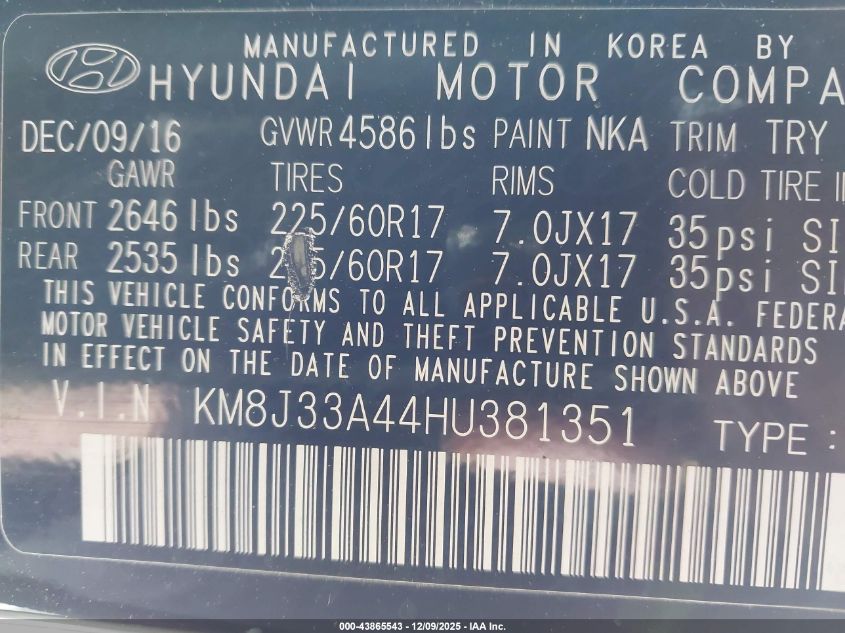 MANUFACTURED IN KOREA BY
HYUNDAI MOTOR COMPA
DEC/09/16 GVWR 4586 lbs PAINT NKA TRIM TRY
GAWR TIRES RIMS COLD TIRE
FRONT 2646 lbs 225/60R17 7.0JX17 35psi
REAR 2535 lbs /60R17 7.0JX17 35psi
THIS VEHICLE CONFORMS TO ALL APPLICABLE U.S.A. FEDERA
MOTOR VEHICLE SAFETY AND THEFT PREVENTION STANDARDS
IN EFFECT ON THE DATE OF MANUFACTURE SHOWN ABOVE
V.I.N KM8J33A44HU381351
TYPE :
000-43865543 - 12/09/2025 - IAA Inc.